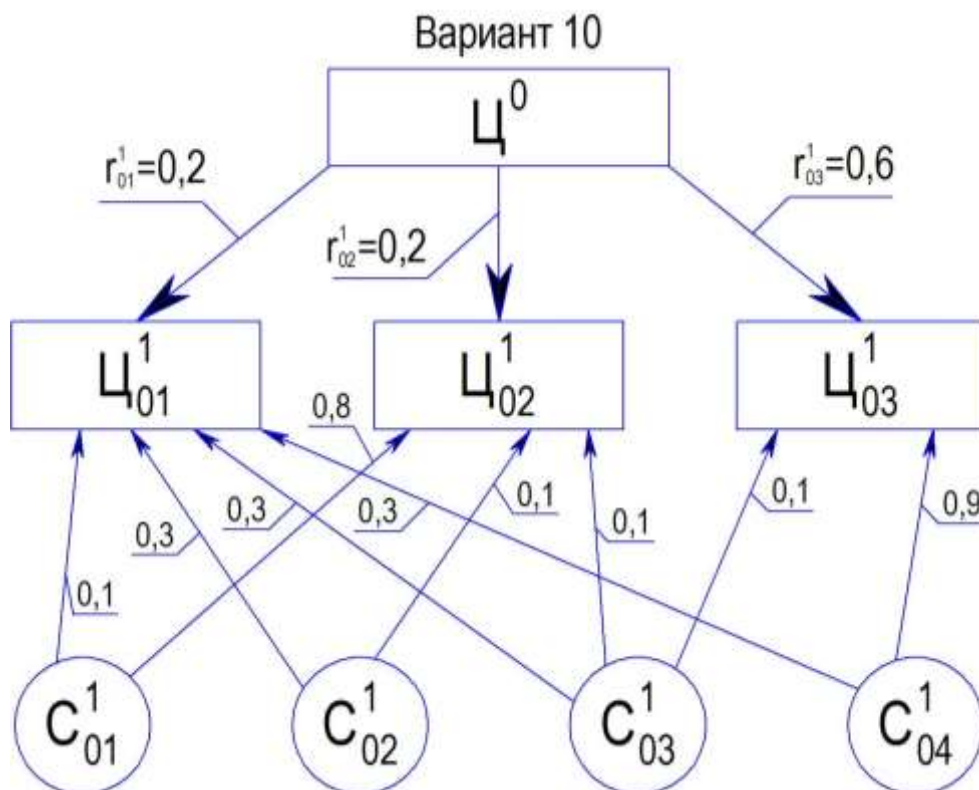 Вариант 10
Ц⁰
r¹₀₁=0,2
r¹₀₃=0,6
r¹₀₂=0,2
Ц¹₀₁
Ц¹₀₂
Ц¹₀₃
0,8
0,3
0,3
0,3
0,1
0,1
0,1
0,9
0,1
С¹₀₁
С¹₀₂
С¹₀₃
С¹₀₄